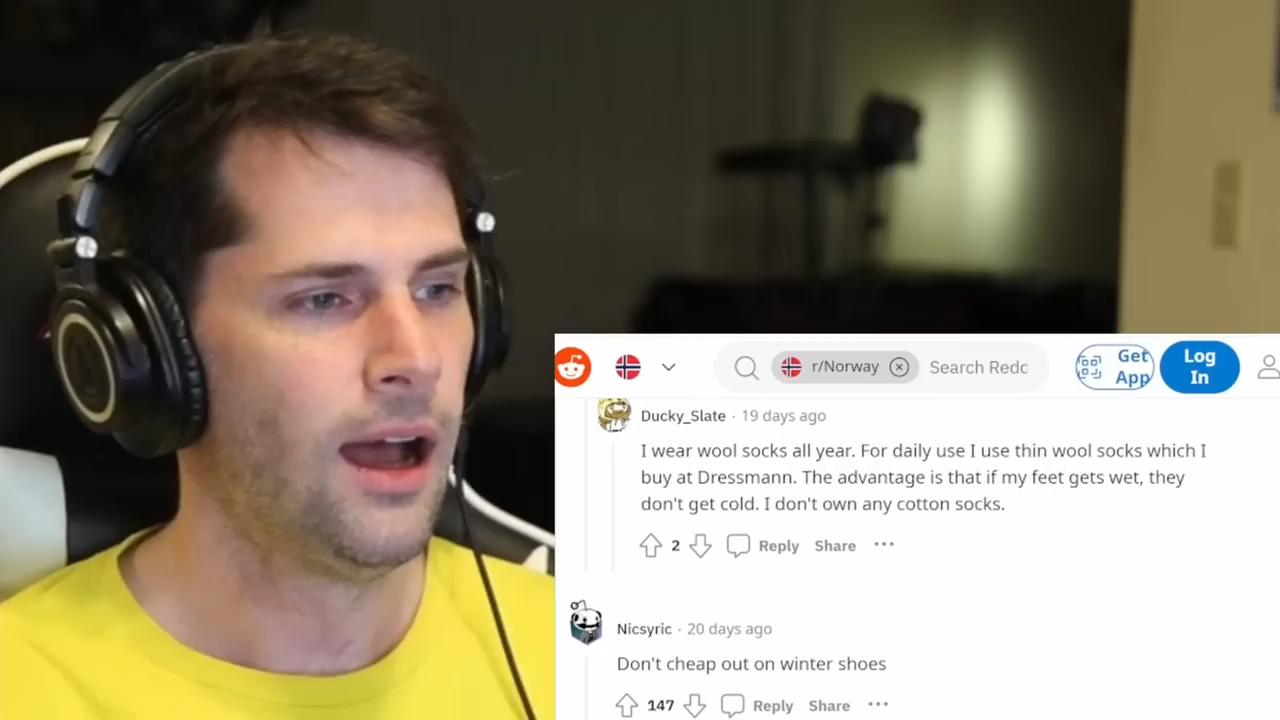 r/Norway
Search Redc
Get
App
Log
In
Ducky_Slate · 19 days ago
I wear wool socks all year. For daily use I use thin wool socks which I
buy at Dressmann. The advantage is that if my feet gets wet, they
don't get cold. I don't own any cotton socks.
2 Reply Share ···
Nicsyric · 20 days ago
Don't cheap out on winter shoes
147 Reply Share ···